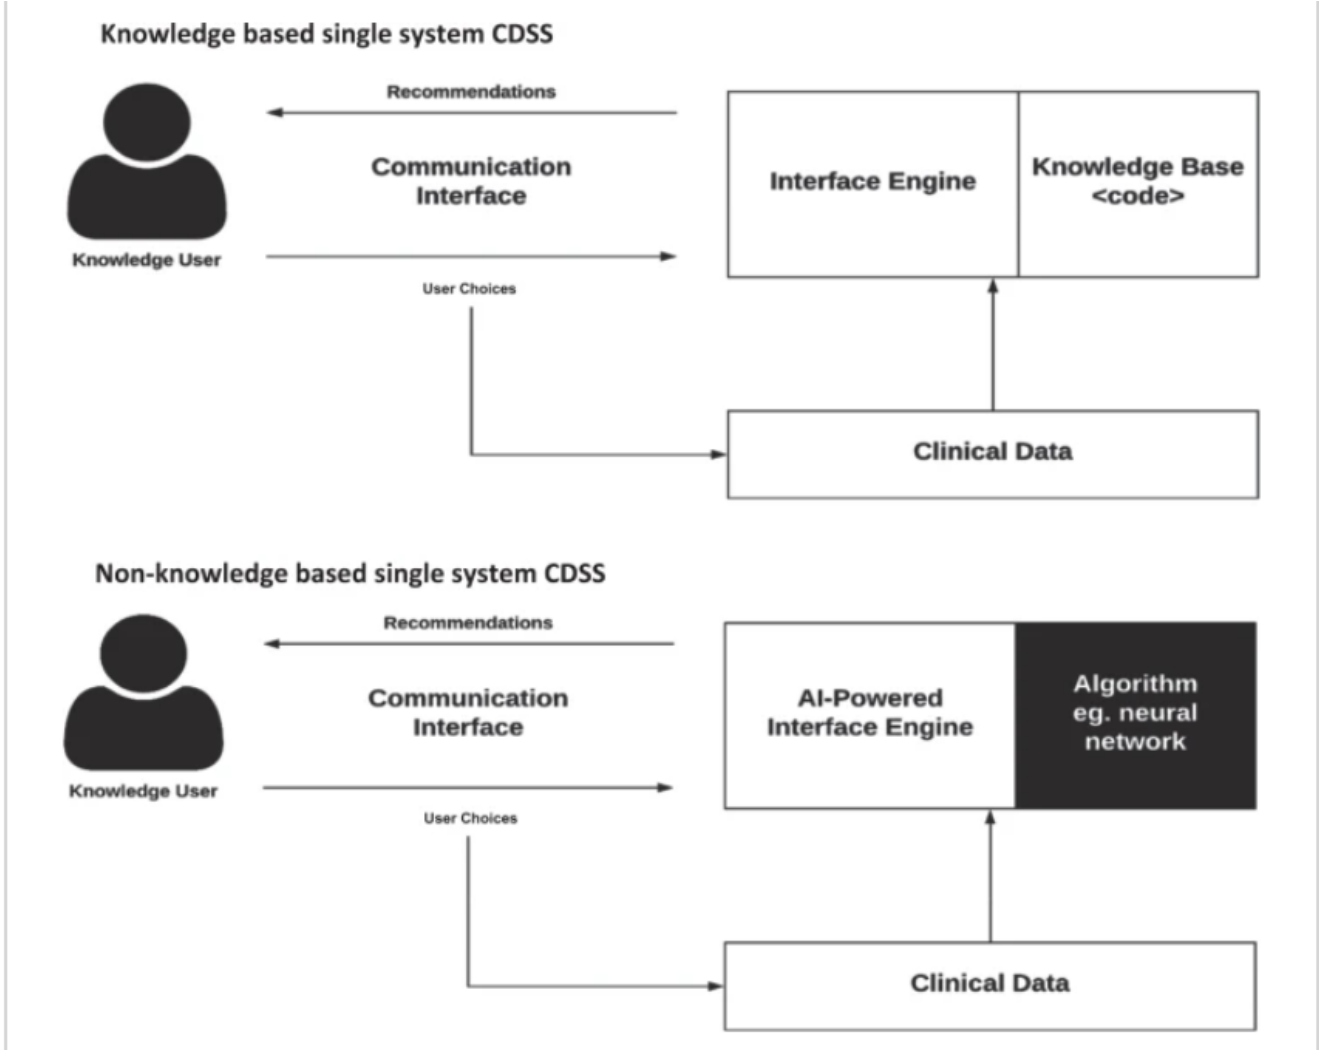 Knowledge based single system CDSS
Recommendations
Communication
Interface
Knowledge User
User Choices
Interface Engine
Knowledge Base
<code>
Clinical Data
Non-knowledge based single system CDSS
Recommendations
Communication
Interface
Knowledge User
User Choices
AI-Powered
Interface Engine
Algorithm
eg. neural
network
Clinical Data